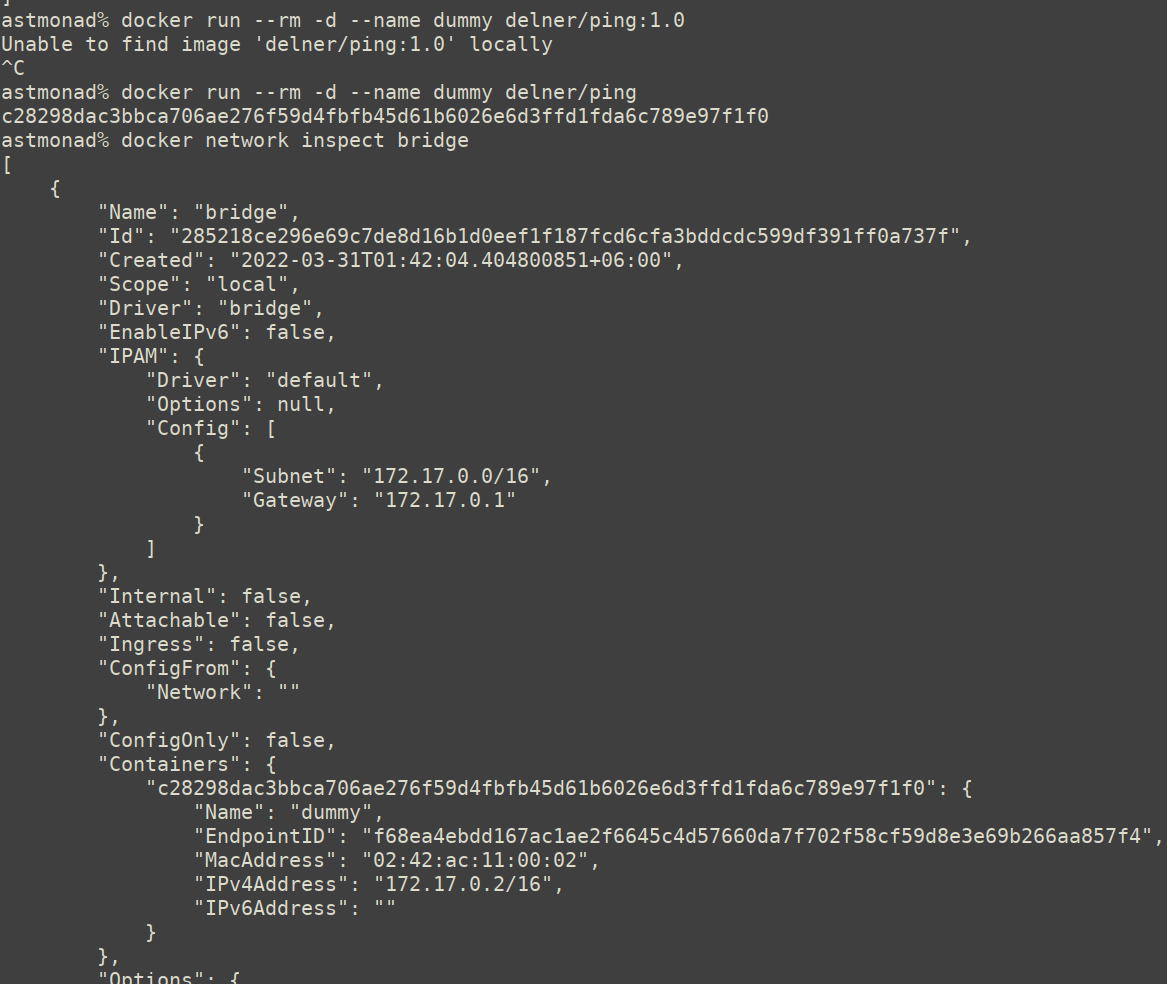 ]
astmonad% docker run --rm -d --name dummy delner/ping:1.0
Unable to find image 'delner/ping:1.0' locally
^C
astmonad% docker run --rm -d --name dummy delner/ping
c28298dac3bbca706ae276f59d4fbfb45d61b6026e6d3ffd1fda6c789e97f1f0
astmonad% docker network inspect bridge
[
    {
        "Name": "bridge",
        "Id": "285218ce296e69c7de8d16b1d0eef1f187fcd6cfa3bddcdc599df391ff0a737f",
        "Created": "2022-03-31T01:42:04.404800851+06:00",
        "Scope": "local",
        "Driver": "bridge",
        "EnableIPv6": false,
        "IPAM": {
            "Driver": "default",
            "Options": null,
            "Config": [
                {
                    "Subnet": "172.17.0.0/16",
                    "Gateway": "172.17.0.1"
                }
            ]
        },
        "Internal": false,
        "Attachable": false,
        "Ingress": false,
        "ConfigFrom": {
            "Network": ""
        },
        "ConfigOnly": false,
        "Containers": {
            "c28298dac3bbca706ae276f59d4fbfb45d61b6026e6d3ffd1fda6c789e97f1f0": {
                "Name": "dummy",
                "EndpointID": "f68ea4ebdd167ac1ae2f6645c4d57660da7f702f58cf59d8e3e69b266aa857f4",
                "MacAddress": "02:42:ac:11:00:02",
                "IPv4Address": "172.17.0.2/16",
                "IPv6Address": ""
            }
        },
        "Options": {